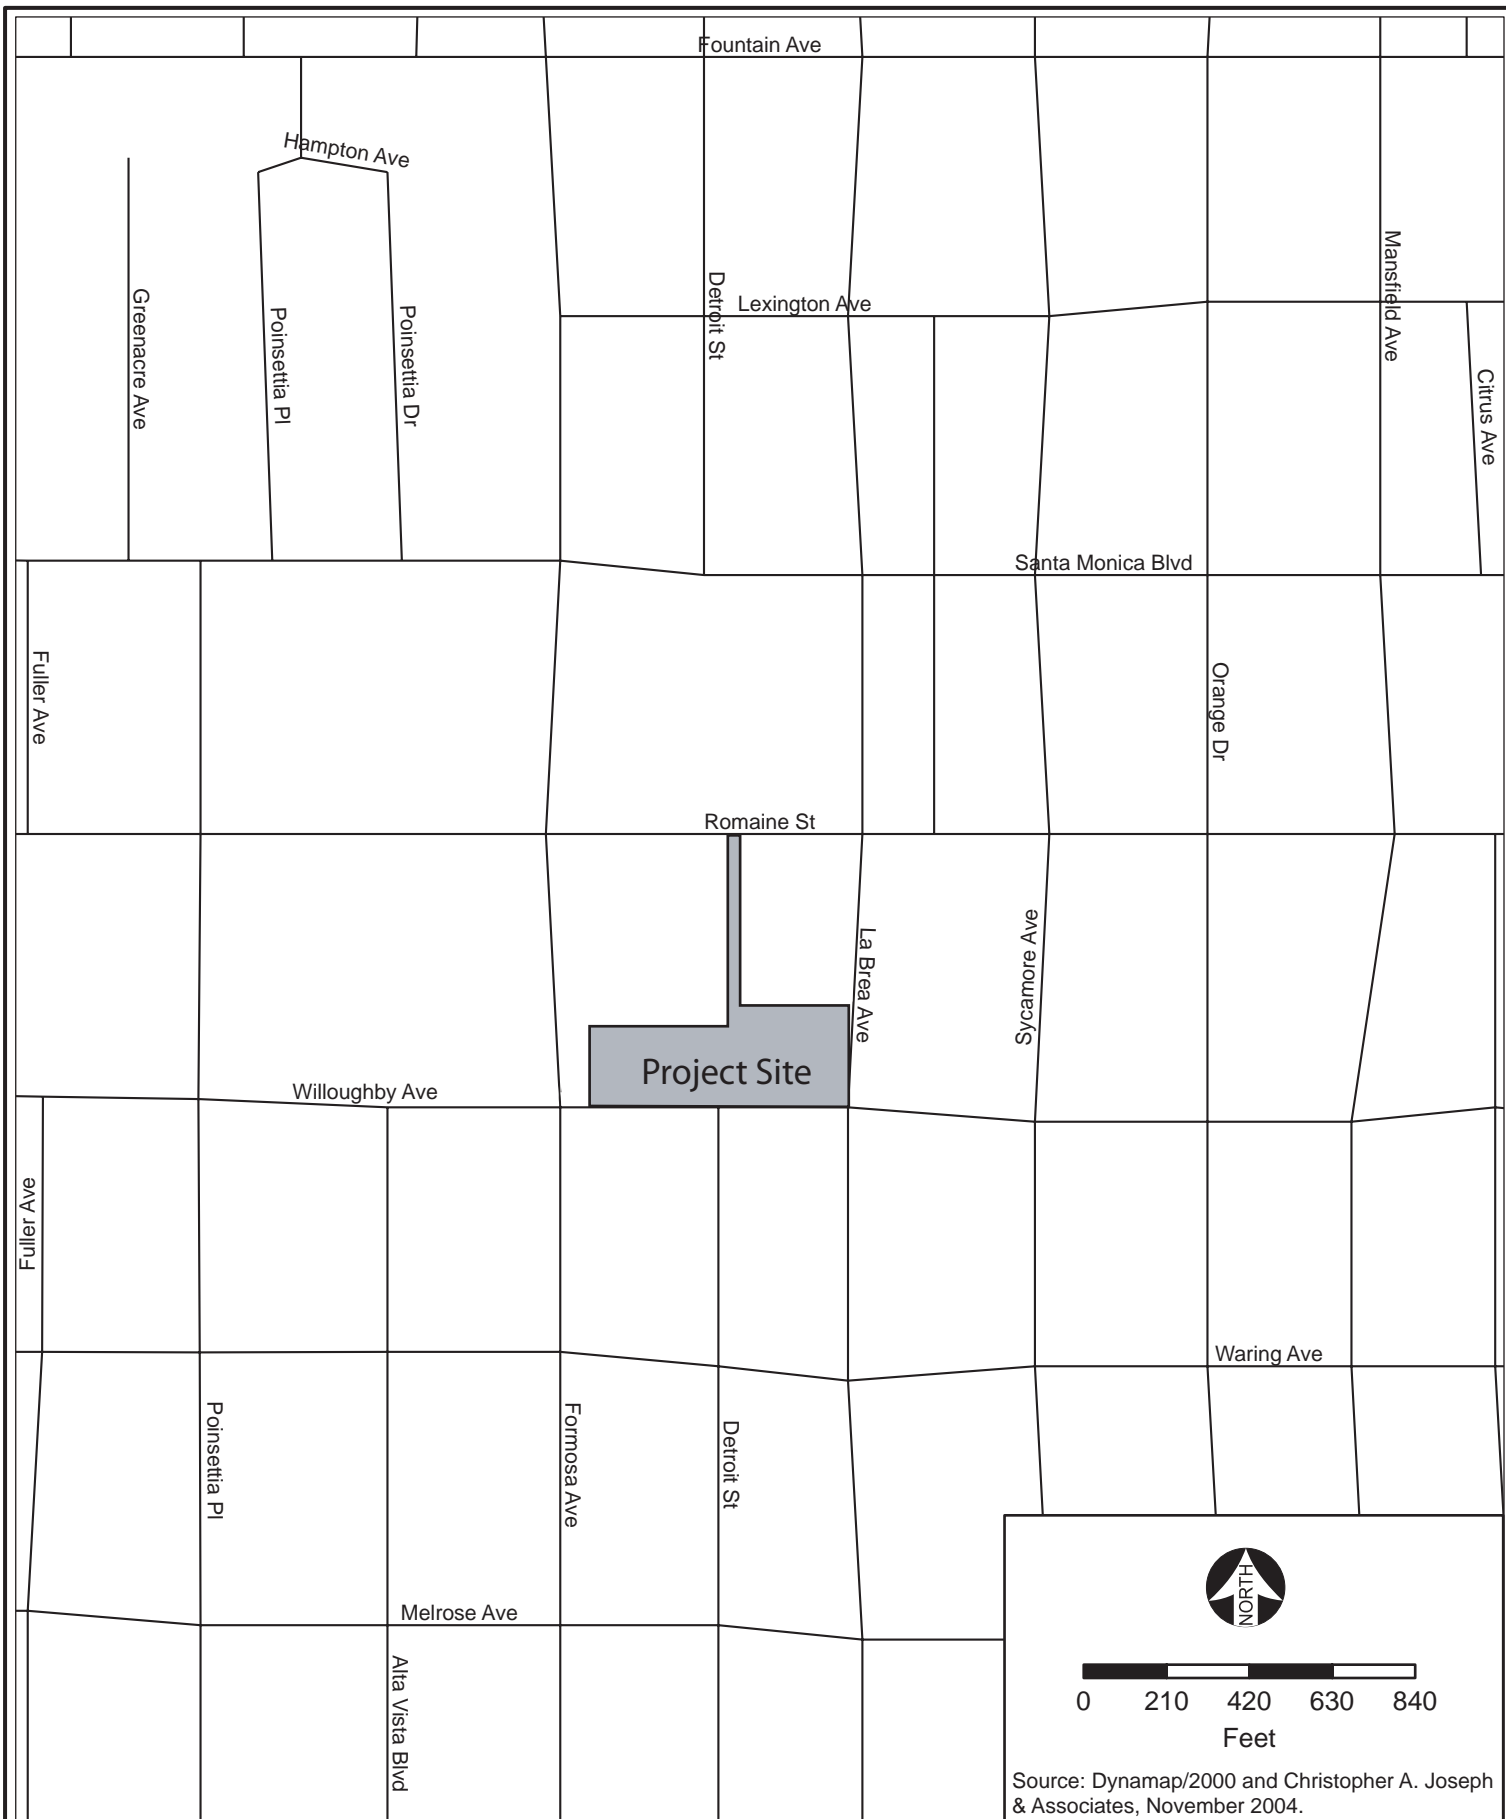 Fountain Ave
Hampton Ave
Mansfield Ave
Detroit St
Lexington Ave
Greenacre Ave
Poinsettia Pl
Poinsettia Dr
Citrus Ave
Santa Monica Blvd
Fuller Ave
Orange Dr
Romaine St
La Brea Ave
Sycamore Ave
Project Site
Willoughby Ave
Fuller Ave
Waring Ave
Poinsettia Pl
Formosa Ave
Detroit St
NORTH
Melrose Ave
Alta Vista Blvd
0 210 420 630 840
Feet
Source: Dynamap/2000 and Christopher A. Joseph
& Associates, November 2004.